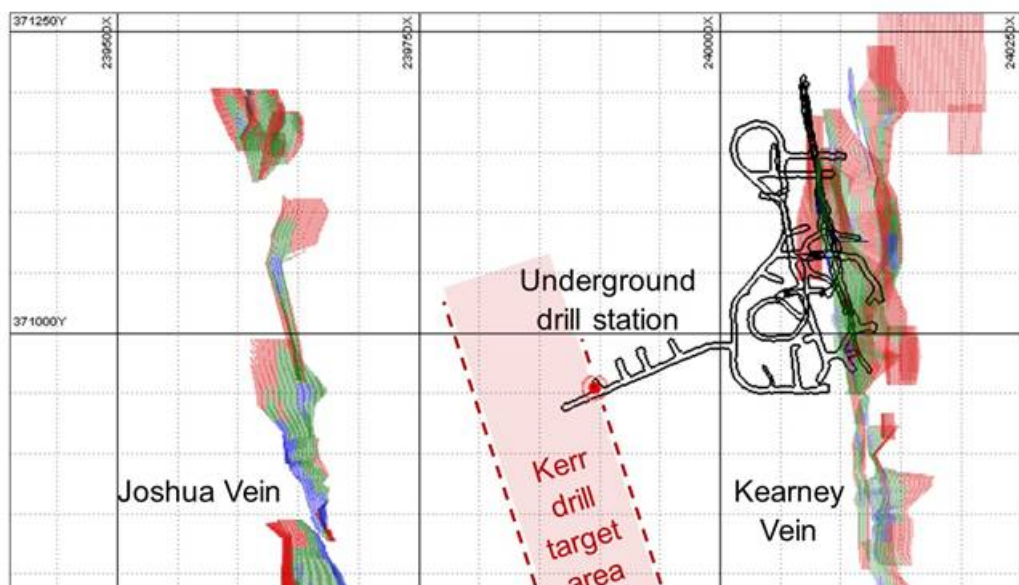 371250Y
239500X
239750X
240000X
240250X
Underground
drill station
371000Y
Joshua Vein
Kerr
drill
target
area
Kearney
Vein